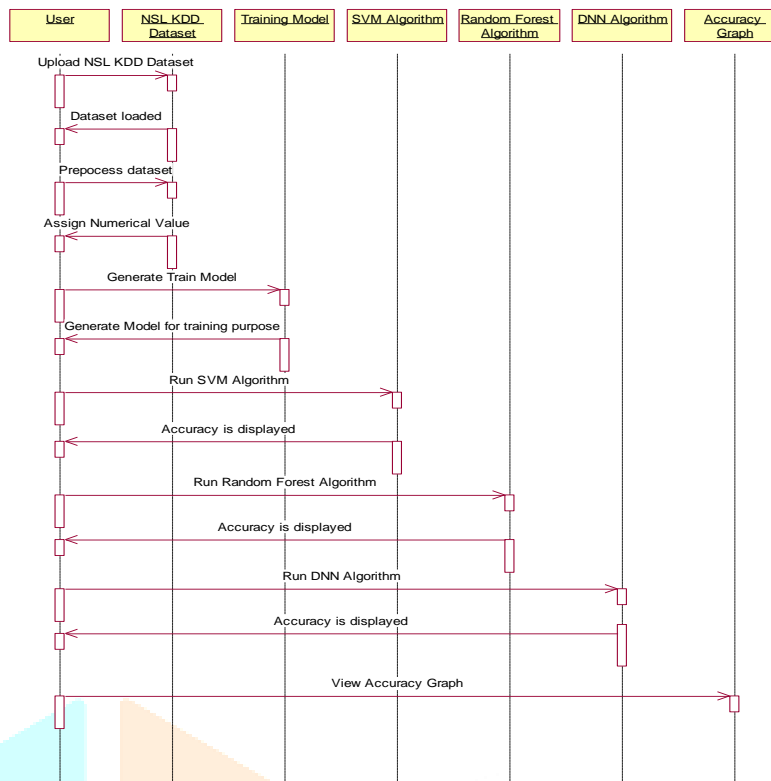 User
NSL KDD
Dataset
Training Model
SVM Algorithm
Random Forest
Algorithm
DNN Algorithm
Accuracy
Graph
Upload NSL KDD Dataset
Dataset loaded
Prepocess dataset
Assign Numerical Value
Generate Train Model
Generate Model for training purpose
Run SVM Algorithm
Accuracy is displayed
Run Random Forest Algorithm
Accuracy is displayed
Run DNN Algorithm
Accuracy is displayed
View Accuracy Graph